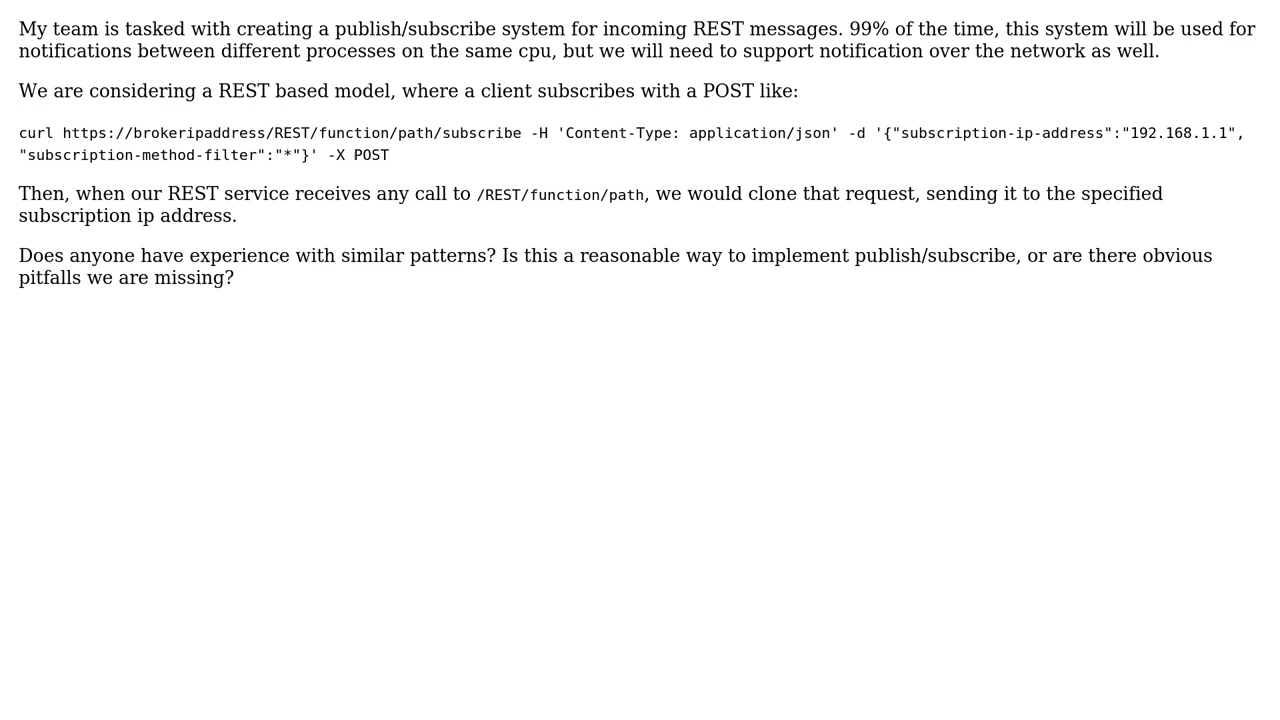 My team is tasked with creating a publish/subscribe system for incoming REST messages. 99% of the time, this system will be used for
notifications between different processes on the same cpu, but we will need to support notification over the network as well.
We are considering a REST based model, where a client subscribes with a POST like:
curl https://brokeripaddress/REST/function/path/subscribe -H 'Content-Type: application/json' -d '{"subscription-ip-address":"192.168.1.1",
"subscription-method-filter":"*"}' -X POST
Then, when our REST service receives any call to /REST/function/path, we would clone that request, sending it to the specified
subscription ip address.
Does anyone have experience with similar patterns? Is this a reasonable way to implement publish/subscribe, or are there obvious
pitfalls we are missing?